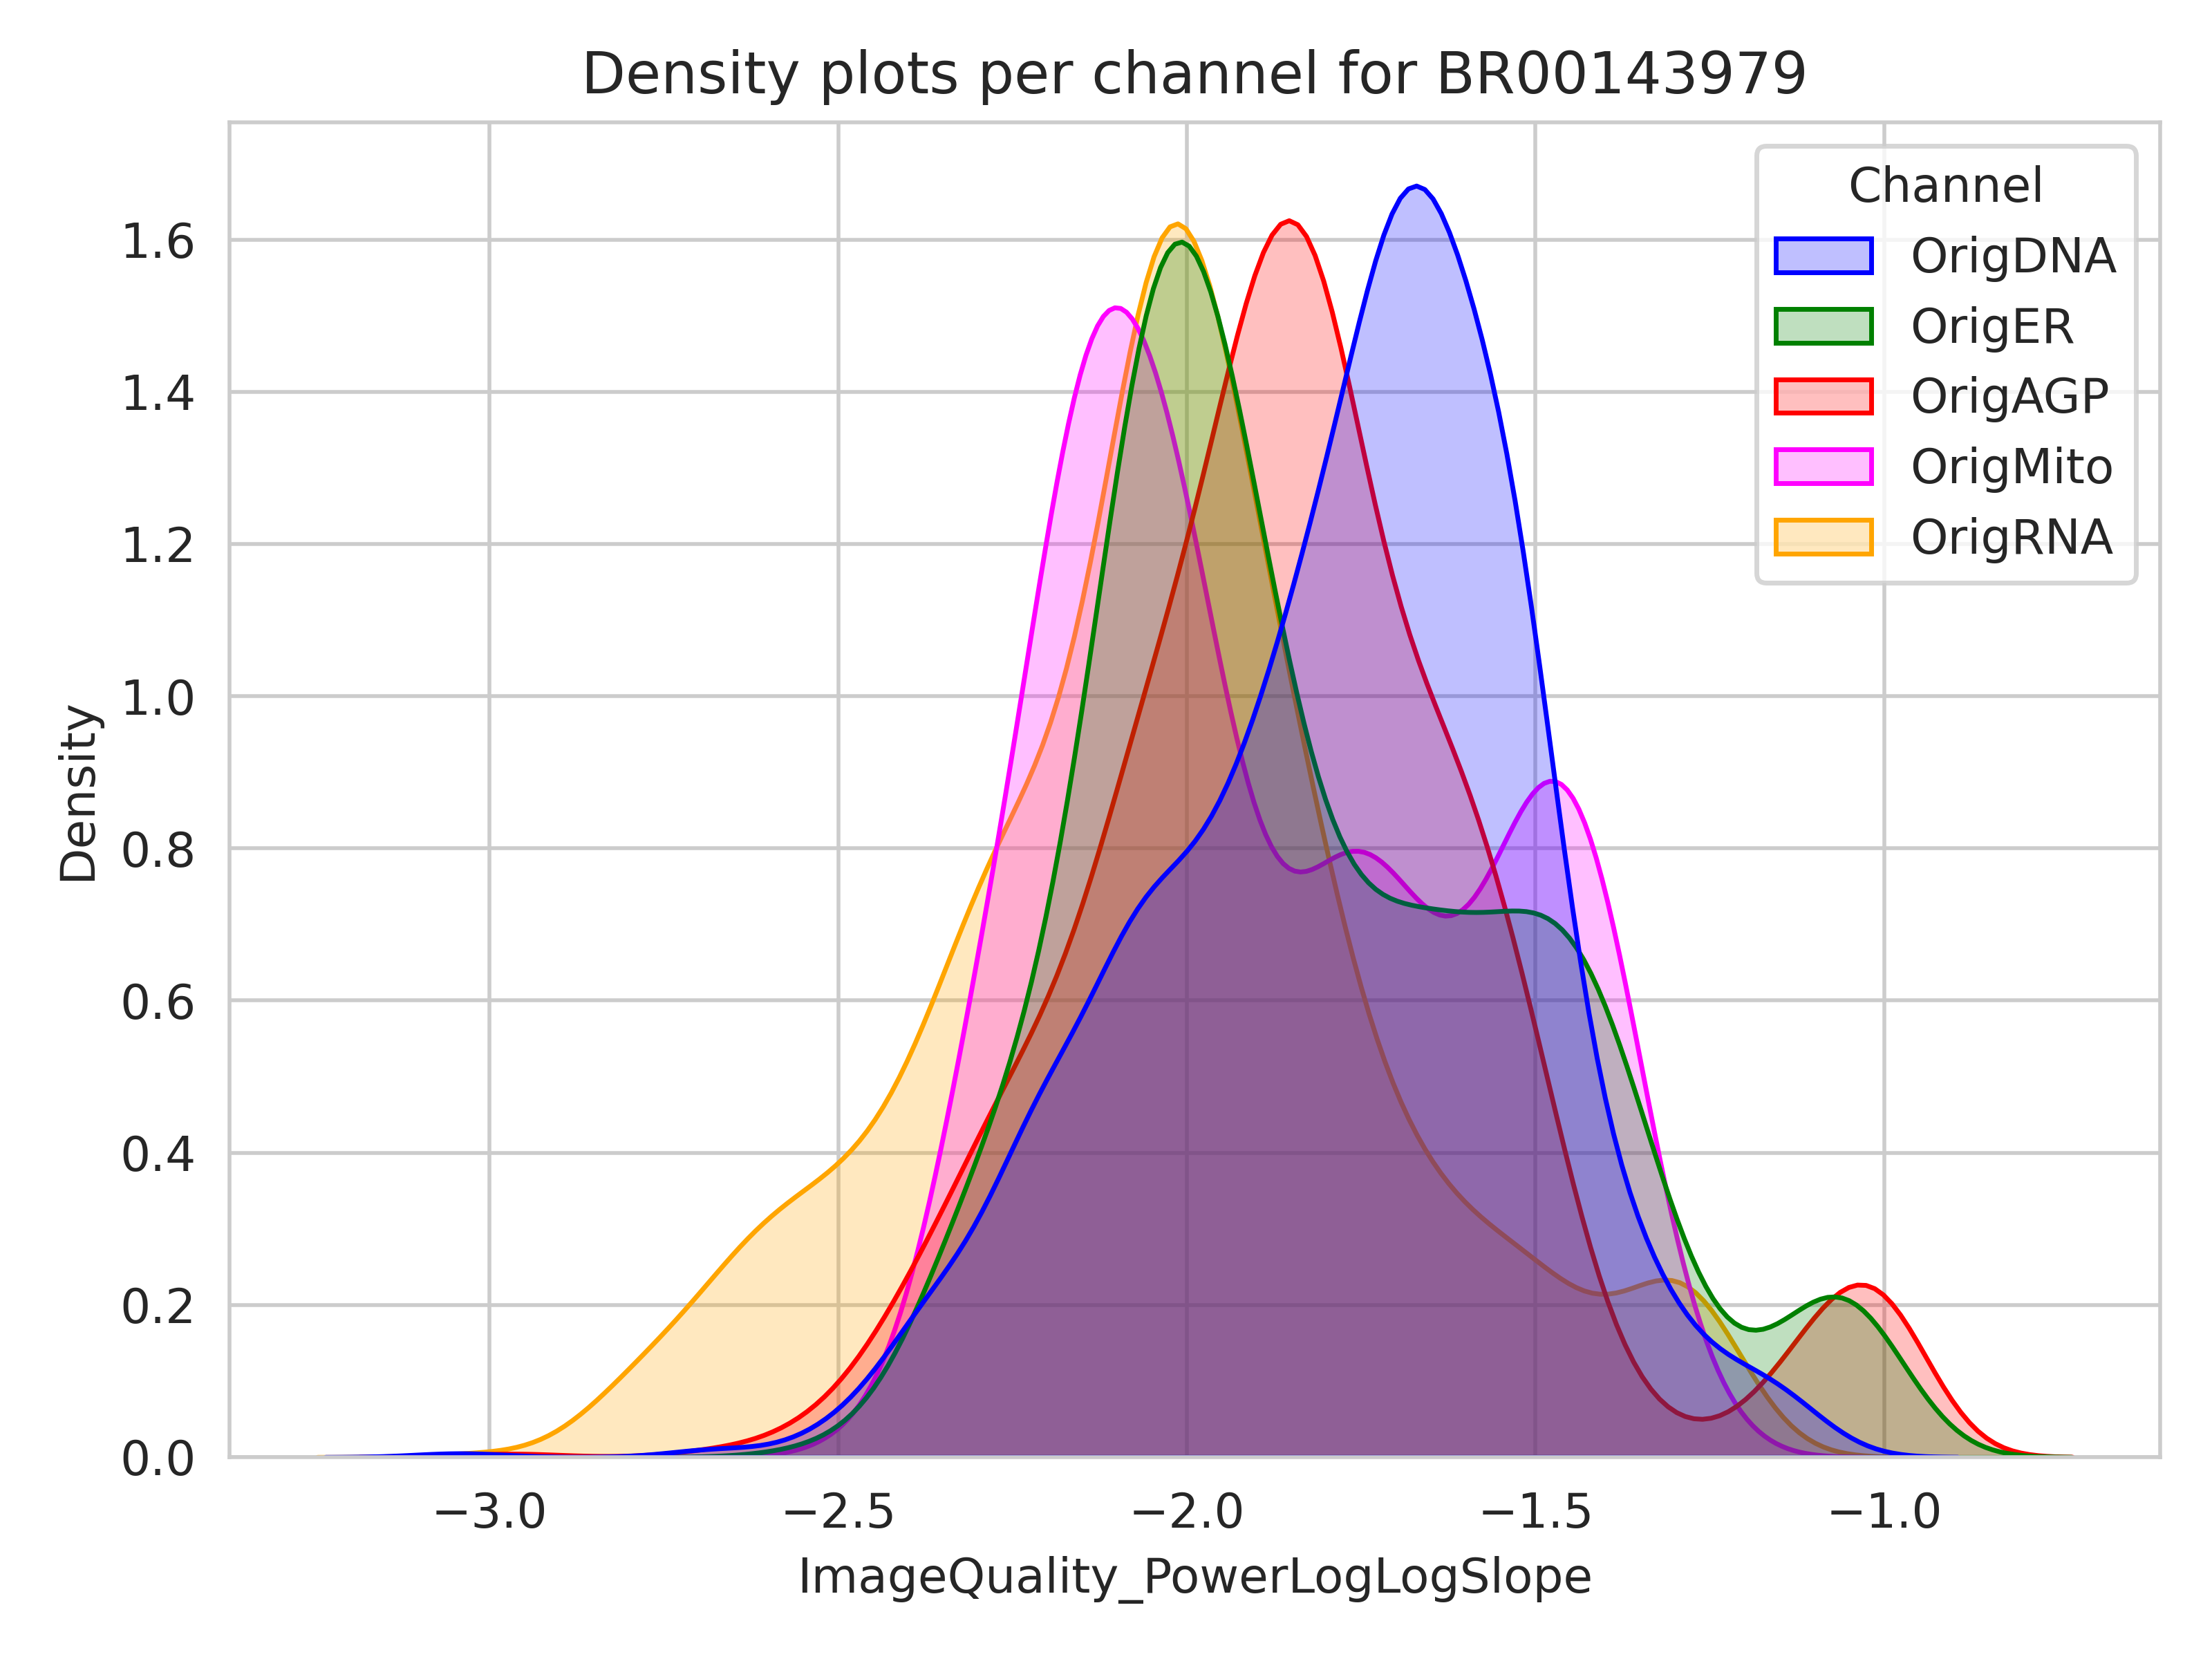 Density plots per channel for BR00143979
Channel
OrigDNA
OrigER
OrigAGP
OrigMito
OrigRNA
Density
1.6
1.4
1.2
1.0
0.8
0.6
0.4
0.2
0.0
−3.0 −2.5 −2.0 −1.5 −1.0
ImageQuality_PowerLogLogSlope